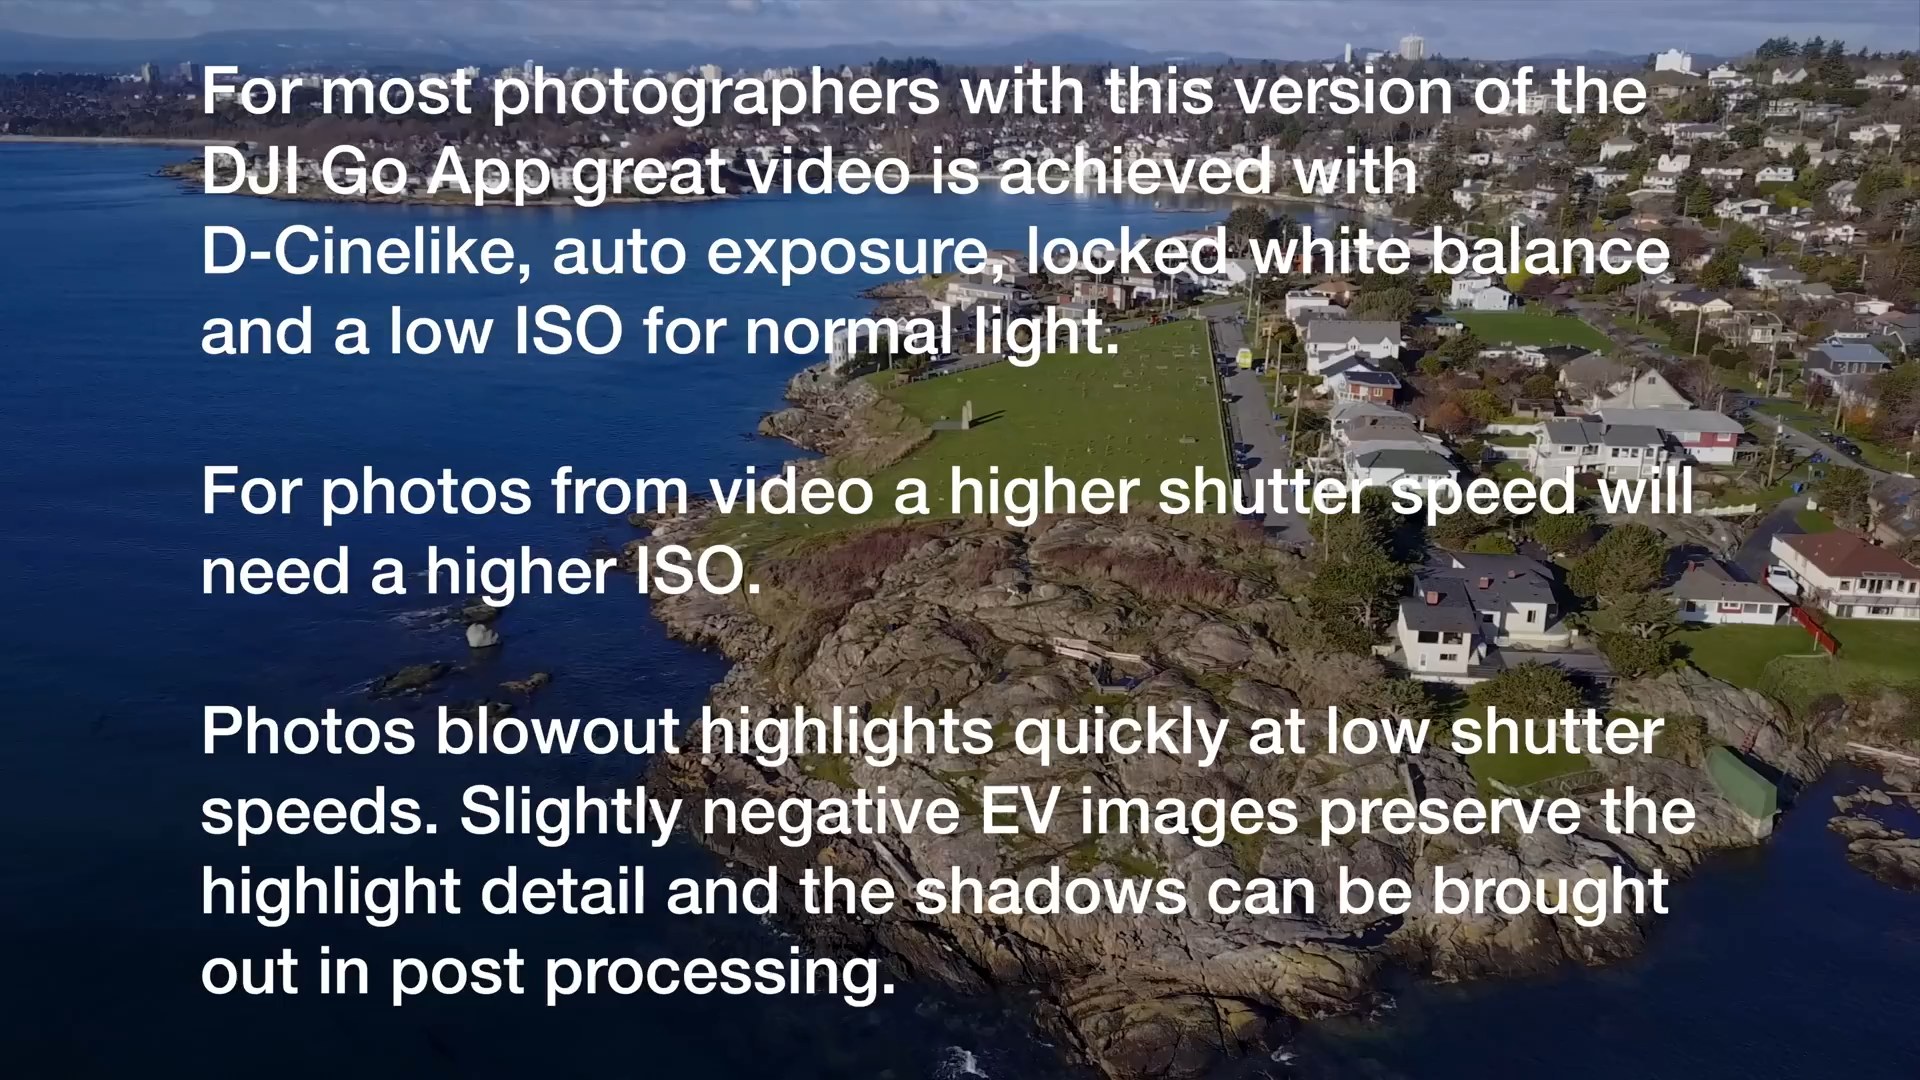 For most photographers with this version of the
DJI Go App great video is achieved with
D-Cinelike, auto exposure, locked white balance
and a low ISO for normal light.
For photos from video a higher shutter speed will
need a higher ISO.
Photos blowout highlights quickly at low shutter
speeds. Slightly negative EV images preserve the
highlight detail and the shadows can be brought
out in post processing.